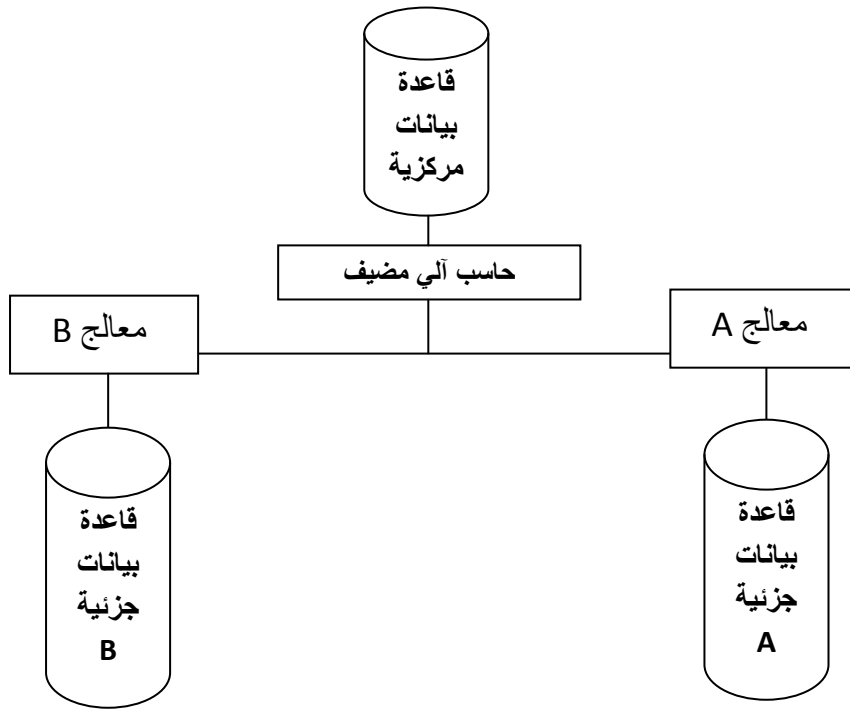 قاعدة
بيانات
مركزية
حاسب آلي مضيف
معالج A
معالج B
قاعدة
بيانات
جزئية
A
قاعدة
بيانات
جزئية
B